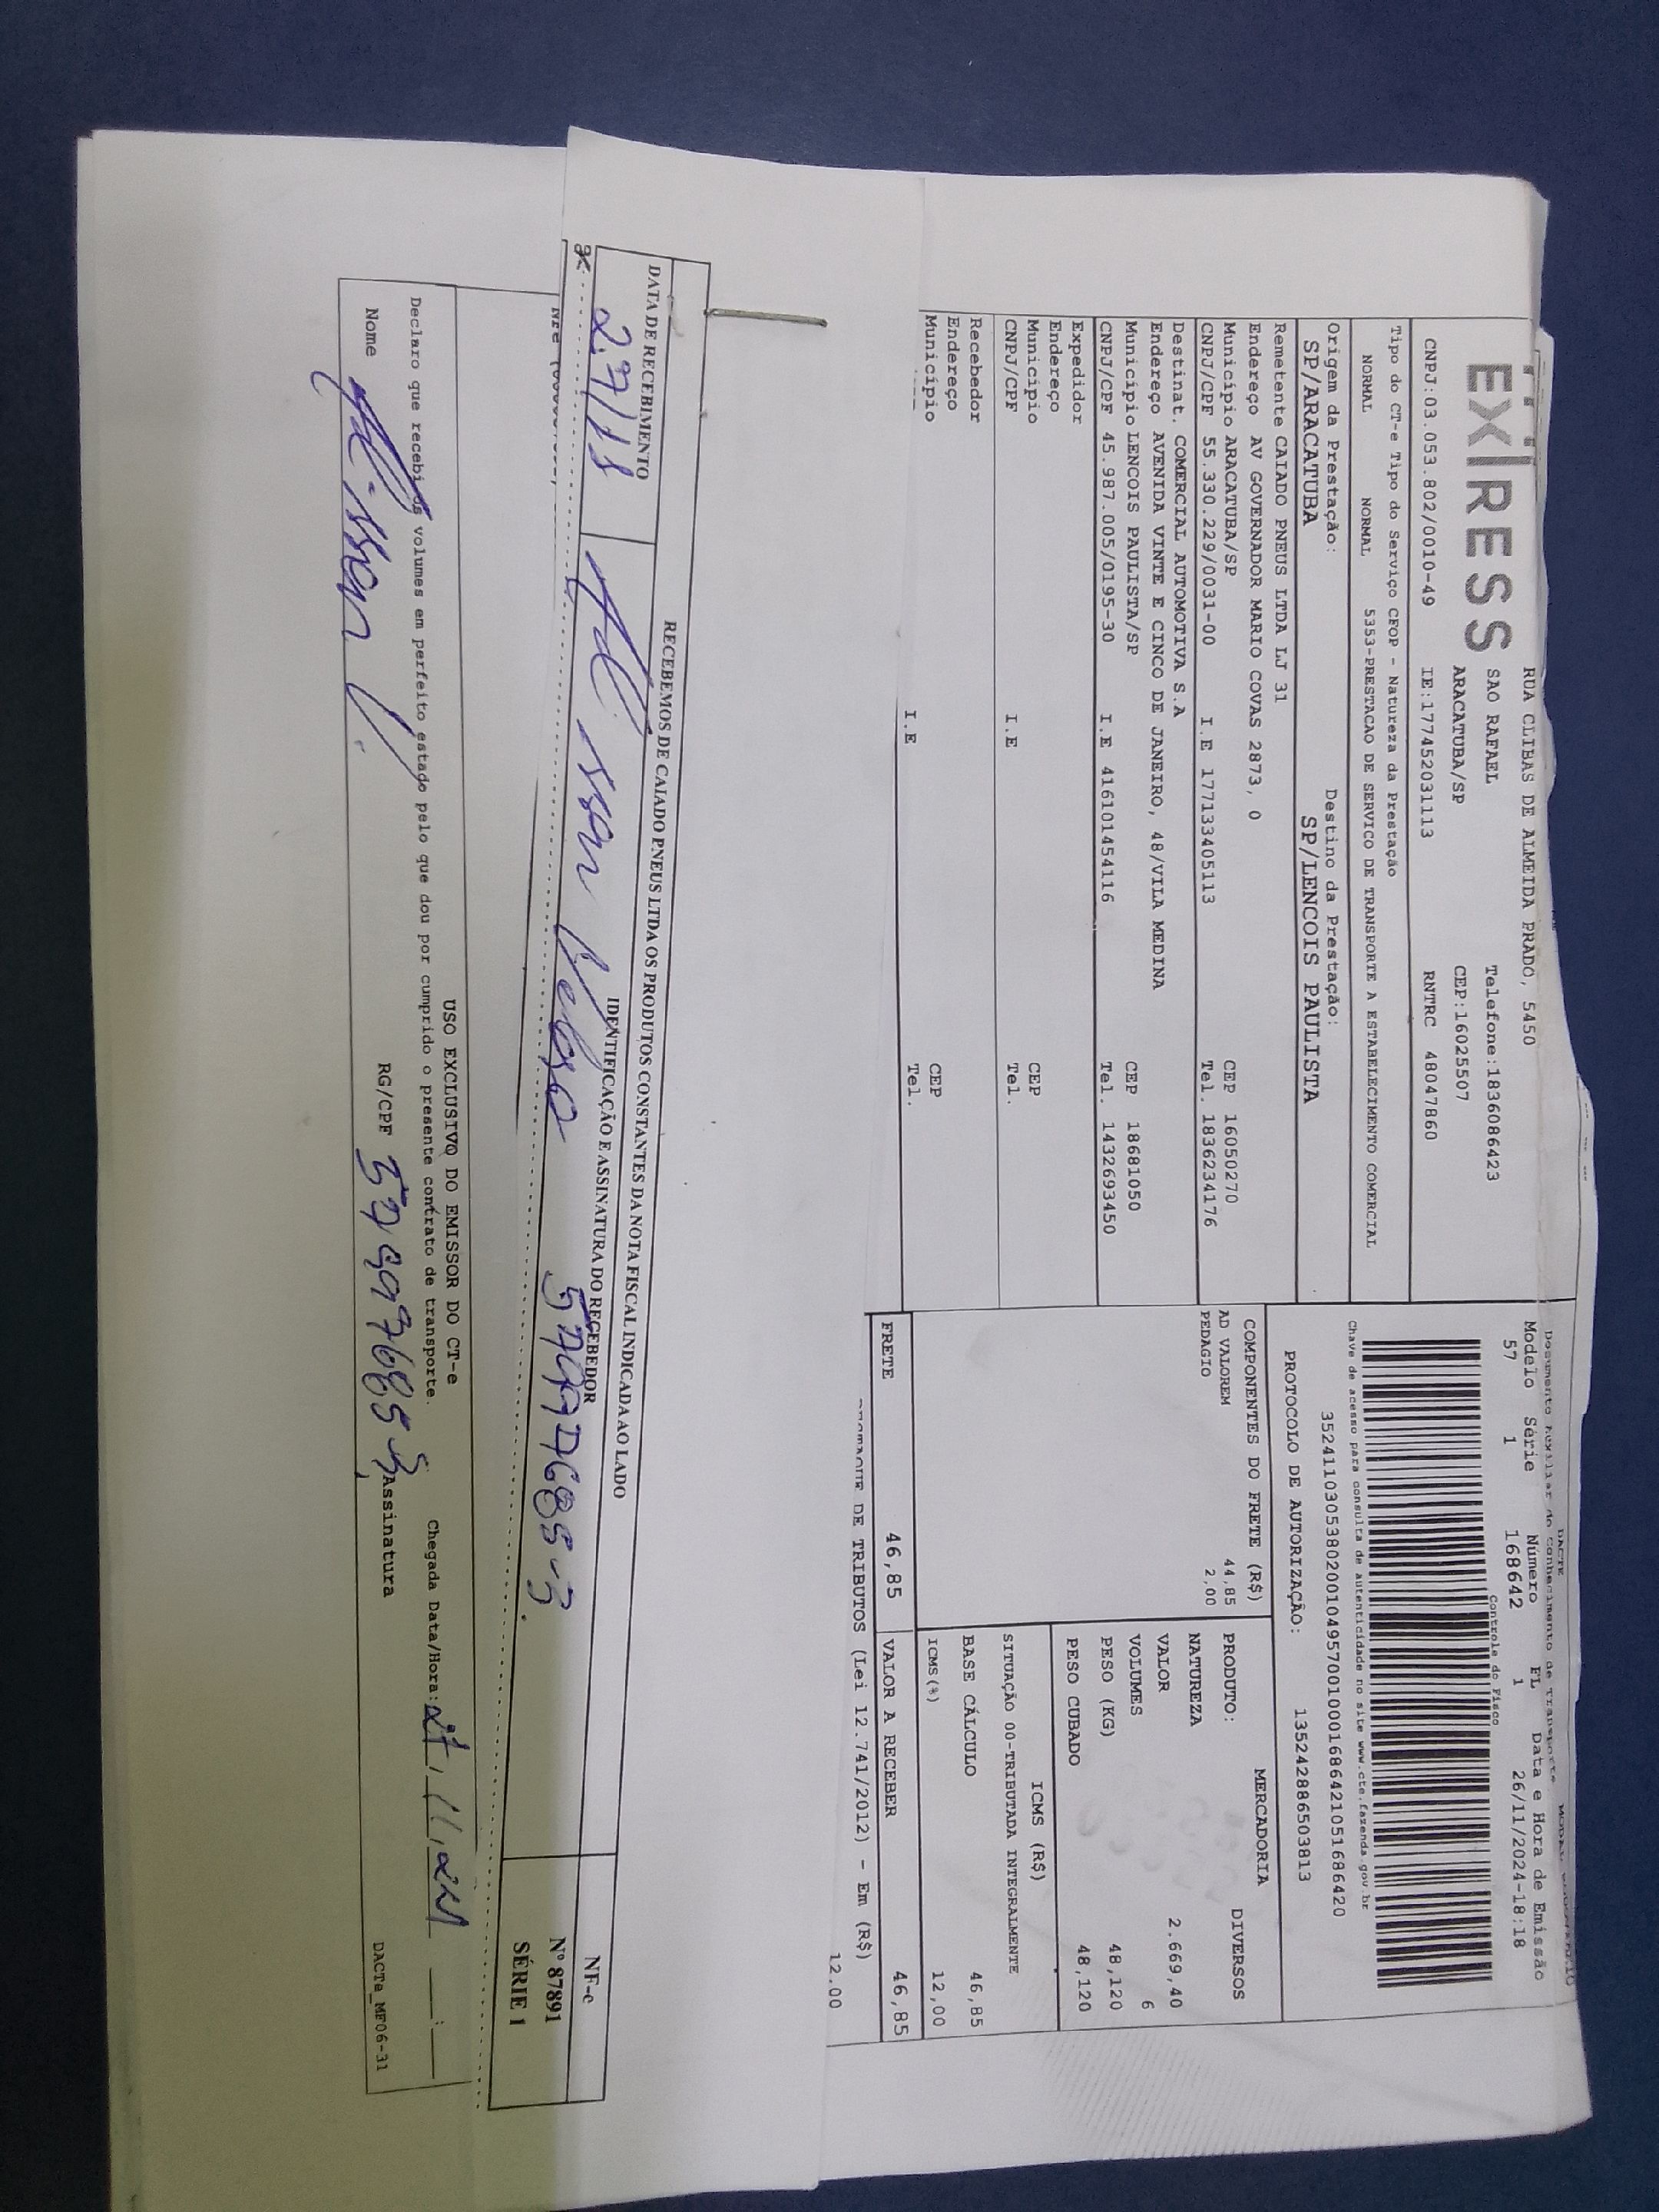 EXPRESS
RUA CLIBAS DE ALMEIDA PRADO, 5450
SAO RAFAEL Telefone:1836086423
ARACATUBA/SP CEP:16025507
CNPJ:03.053.802/0010-49 IE:177452031113 RNTRC 48047860
Tipo do CT-e Tipo do Serviço CFOP - Natureza da Prestação
NORMAL NORMAL 5353-PRESTACAO DE SERVICO DE TRANSPORTE A ESTABELECIMENTO COMERCIAL
Origem da Prestação: Destino da Prestação:
SP/ARACATUBA SP/LENCOIS PAULISTA
Remetente CAIADO PNEUS LTDA LJ 31
Endereço AV GOVERNADOR MARIO COVAS 2873, 0
Município ARACATUBA/SP CEP 16050270
CNPJ/CPF 55.330.229/0031-00 I.E 177133405113 Tel. 1836234176
Destinat. COMERCIAL AUTOMOTIVA S.A
Endereço AVENIDA VINTE E CINCO DE JANEIRO, 48/VILA MEDINA
Município LENCOIS PAULISTA/SP CEP 18681050
CNPJ/CPF 45.987.005/0195-30 I.E 416101454116 Tel. 1432693450
Expedidor
Endereço
Município CEP
CNPJ/CPF I.E Tel.
Recebedor
Endereço
Município CEP
I.E Tel.
DACTE
Documento Auxiliar do Conhecimento de Transporte
Modelo Série Número FL Data e Hora de Emissão
57 1 168642 1 26/11/2024-18:18
Controle do Fisco
Chave de acesso para consulta de autenticidade no site www.cte.fazenda.gov.br
35241103053802001049570010001686421051686420
PROTOCOLO DE AUTORIZAÇÃO: 135242886503813
COMPONENTES DO FRETE (R$)
AD VALOREM 44,85
PEDAGIO 2,00
MERCADORIA
PRODUTO: DIVERSOS
NATUREZA
VALOR 2.669,40
VOLUMES 6
PESO (KG) 48,120
PESO CUBADO 48,120
ICMS (R$)
SITUAÇÃO 00-TRIBUTADA INTEGRALMENTE
BASE CÁLCULO 46,85
ICMS(%) 12,00
FRETE 46,85 VALOR A RECEBER 46,85
DE TRIBUTOS (Lei 12.741/2012) - Em (R$)
12.00
RECEBEMOS DE CAIADO PNEUS LTDA OS PRODUTOS CONSTANTES DA NOTA FISCAL INDICADA AO LADO
DATA DE RECEBIMENTO IDENTIFICAÇÃO E ASSINATURA DO RECEBEDOR
27/11 Alisson Veloso 579976885-3
NF-e
Nº 87891
SÉRIE 1
USO EXCLUSIVO DO EMISSOR DO CT-e
Declaro que recebi os volumes em perfeito estado pelo que dou por cumprido o presente contrato de transporte. Chegada Data/Hora: 27/11/24
Nome Alisson V. RG/CPF Assinatura
DACTe_MF06-31